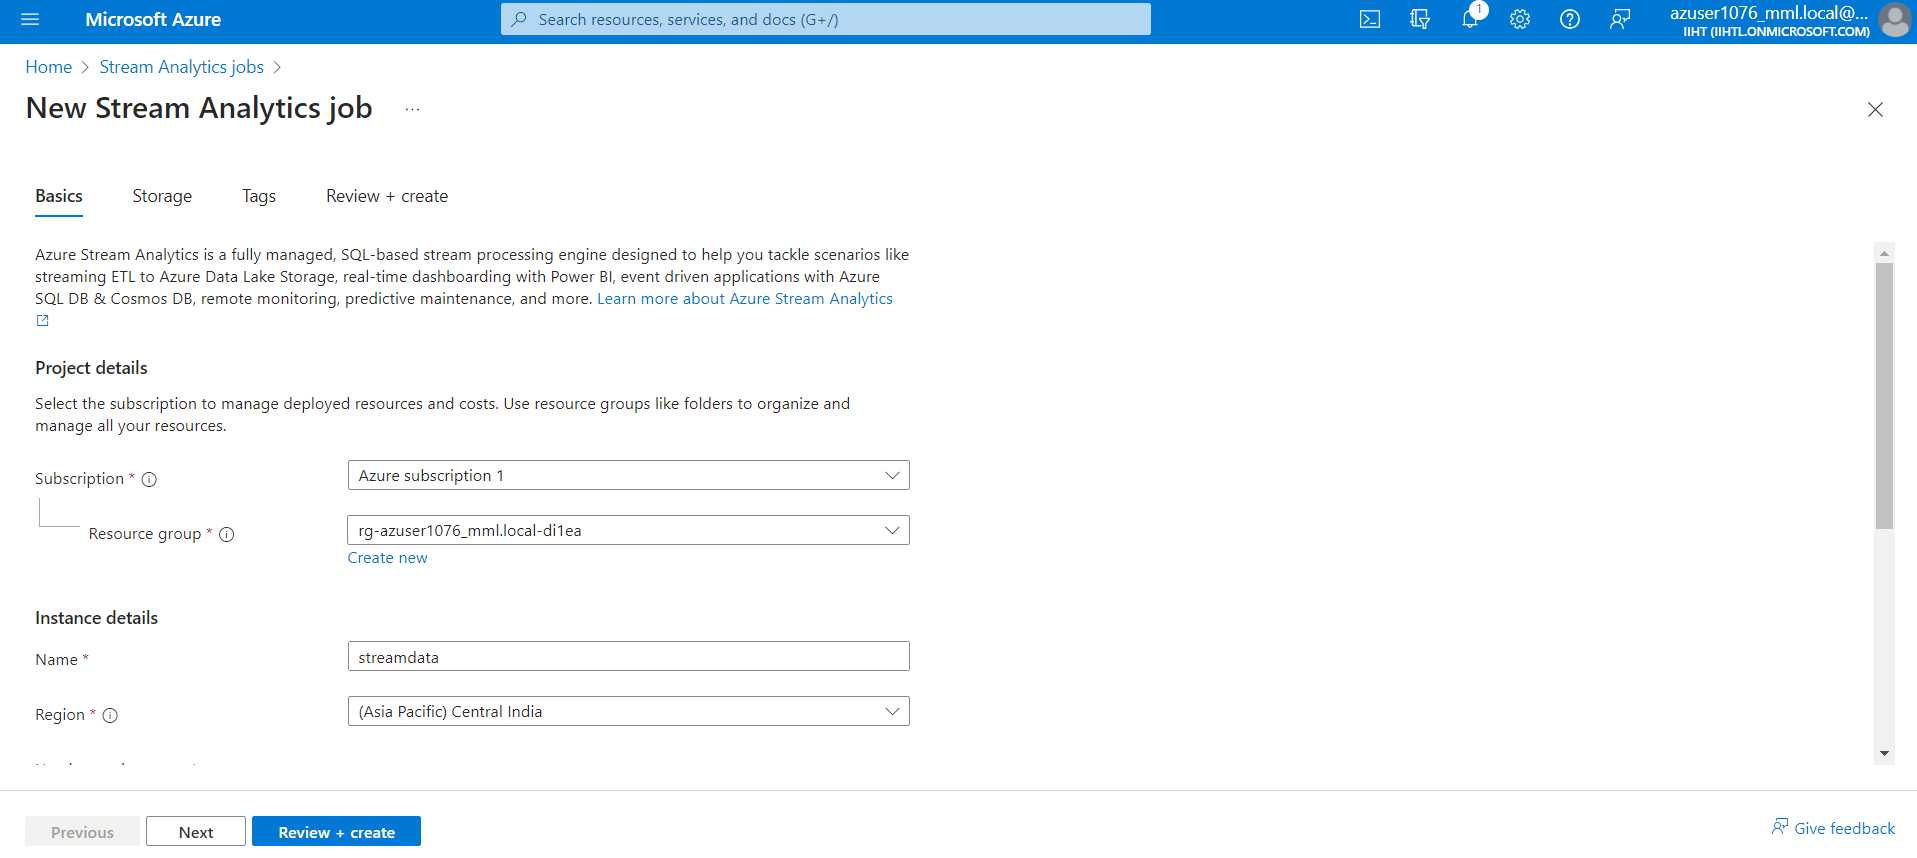 Microsoft Azure
Search resources, services, and docs (G+/)
1
azuser1076_mml.local@...
IIHT (IIHTL.ONMICROSOFT.COM)
Home > Stream Analytics jobs >
New Stream Analytics job ...
Basics Storage Tags Review + create
Azure Stream Analytics is a fully managed, SQL-based stream processing engine designed to help you tackle scenarios like
streaming ETL to Azure Data Lake Storage, real-time dashboarding with Power BI, event driven applications with Azure
SQL DB & Cosmos DB, remote monitoring, predictive maintenance, and more. Learn more about Azure Stream Analytics
Project details
Select the subscription to manage deployed resources and costs. Use resource groups like folders to organize and
manage all your resources.
Subscription * Azure subscription 1
Resource group * rg-azuser1076_mml.local-di1ea
Create new
Instance details
Name * streamdata
Region * (Asia Pacific) Central India
Previous Next Review + create
Give feedback